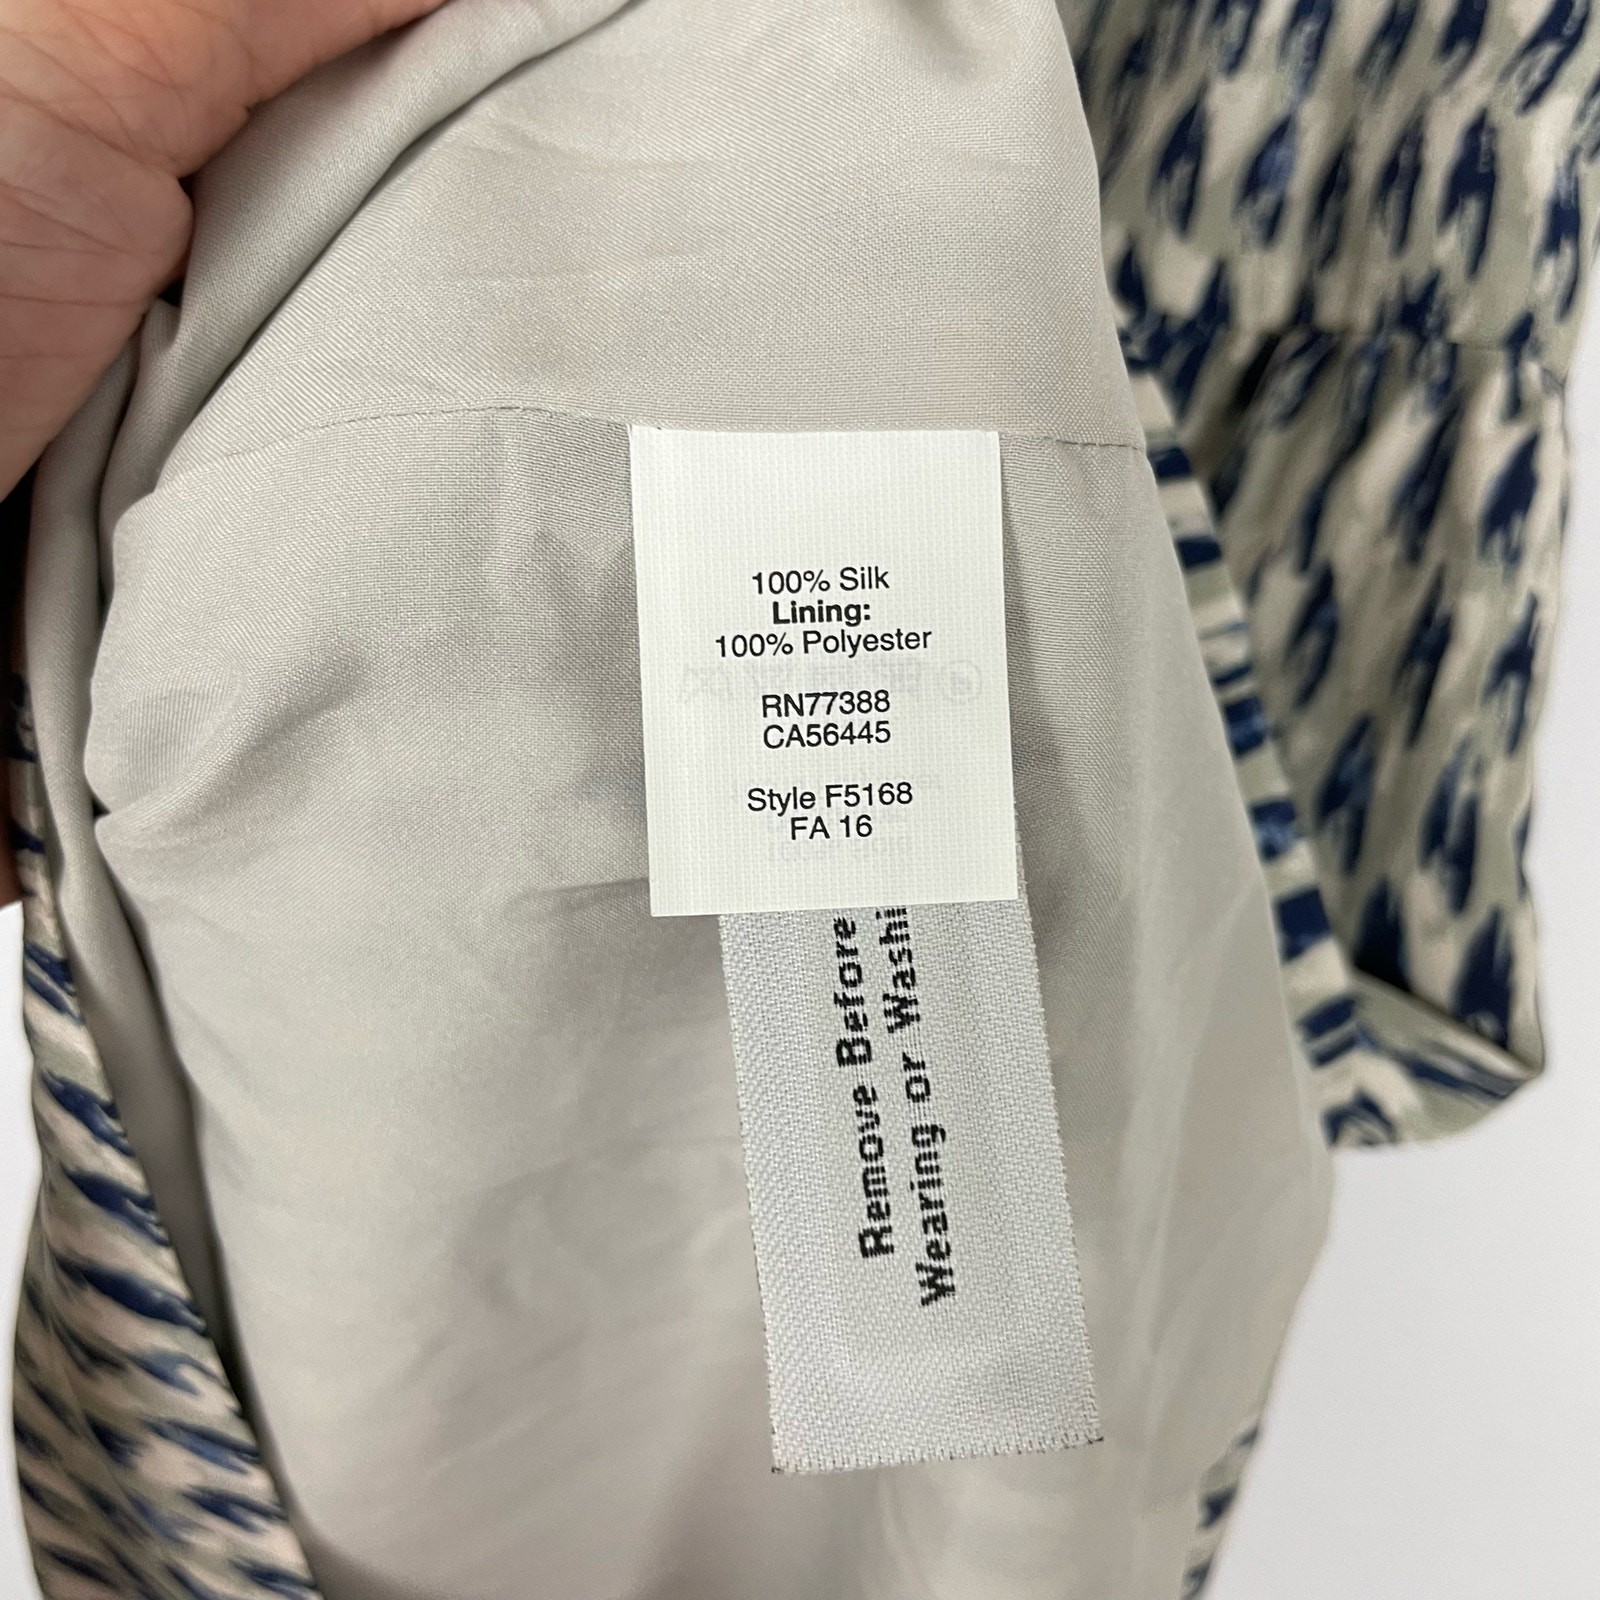 100% Silk
Lining:
100% Polyester
RN77388
CA56445
Style F5168
FA 16
Remove Before
Wearing or Washi